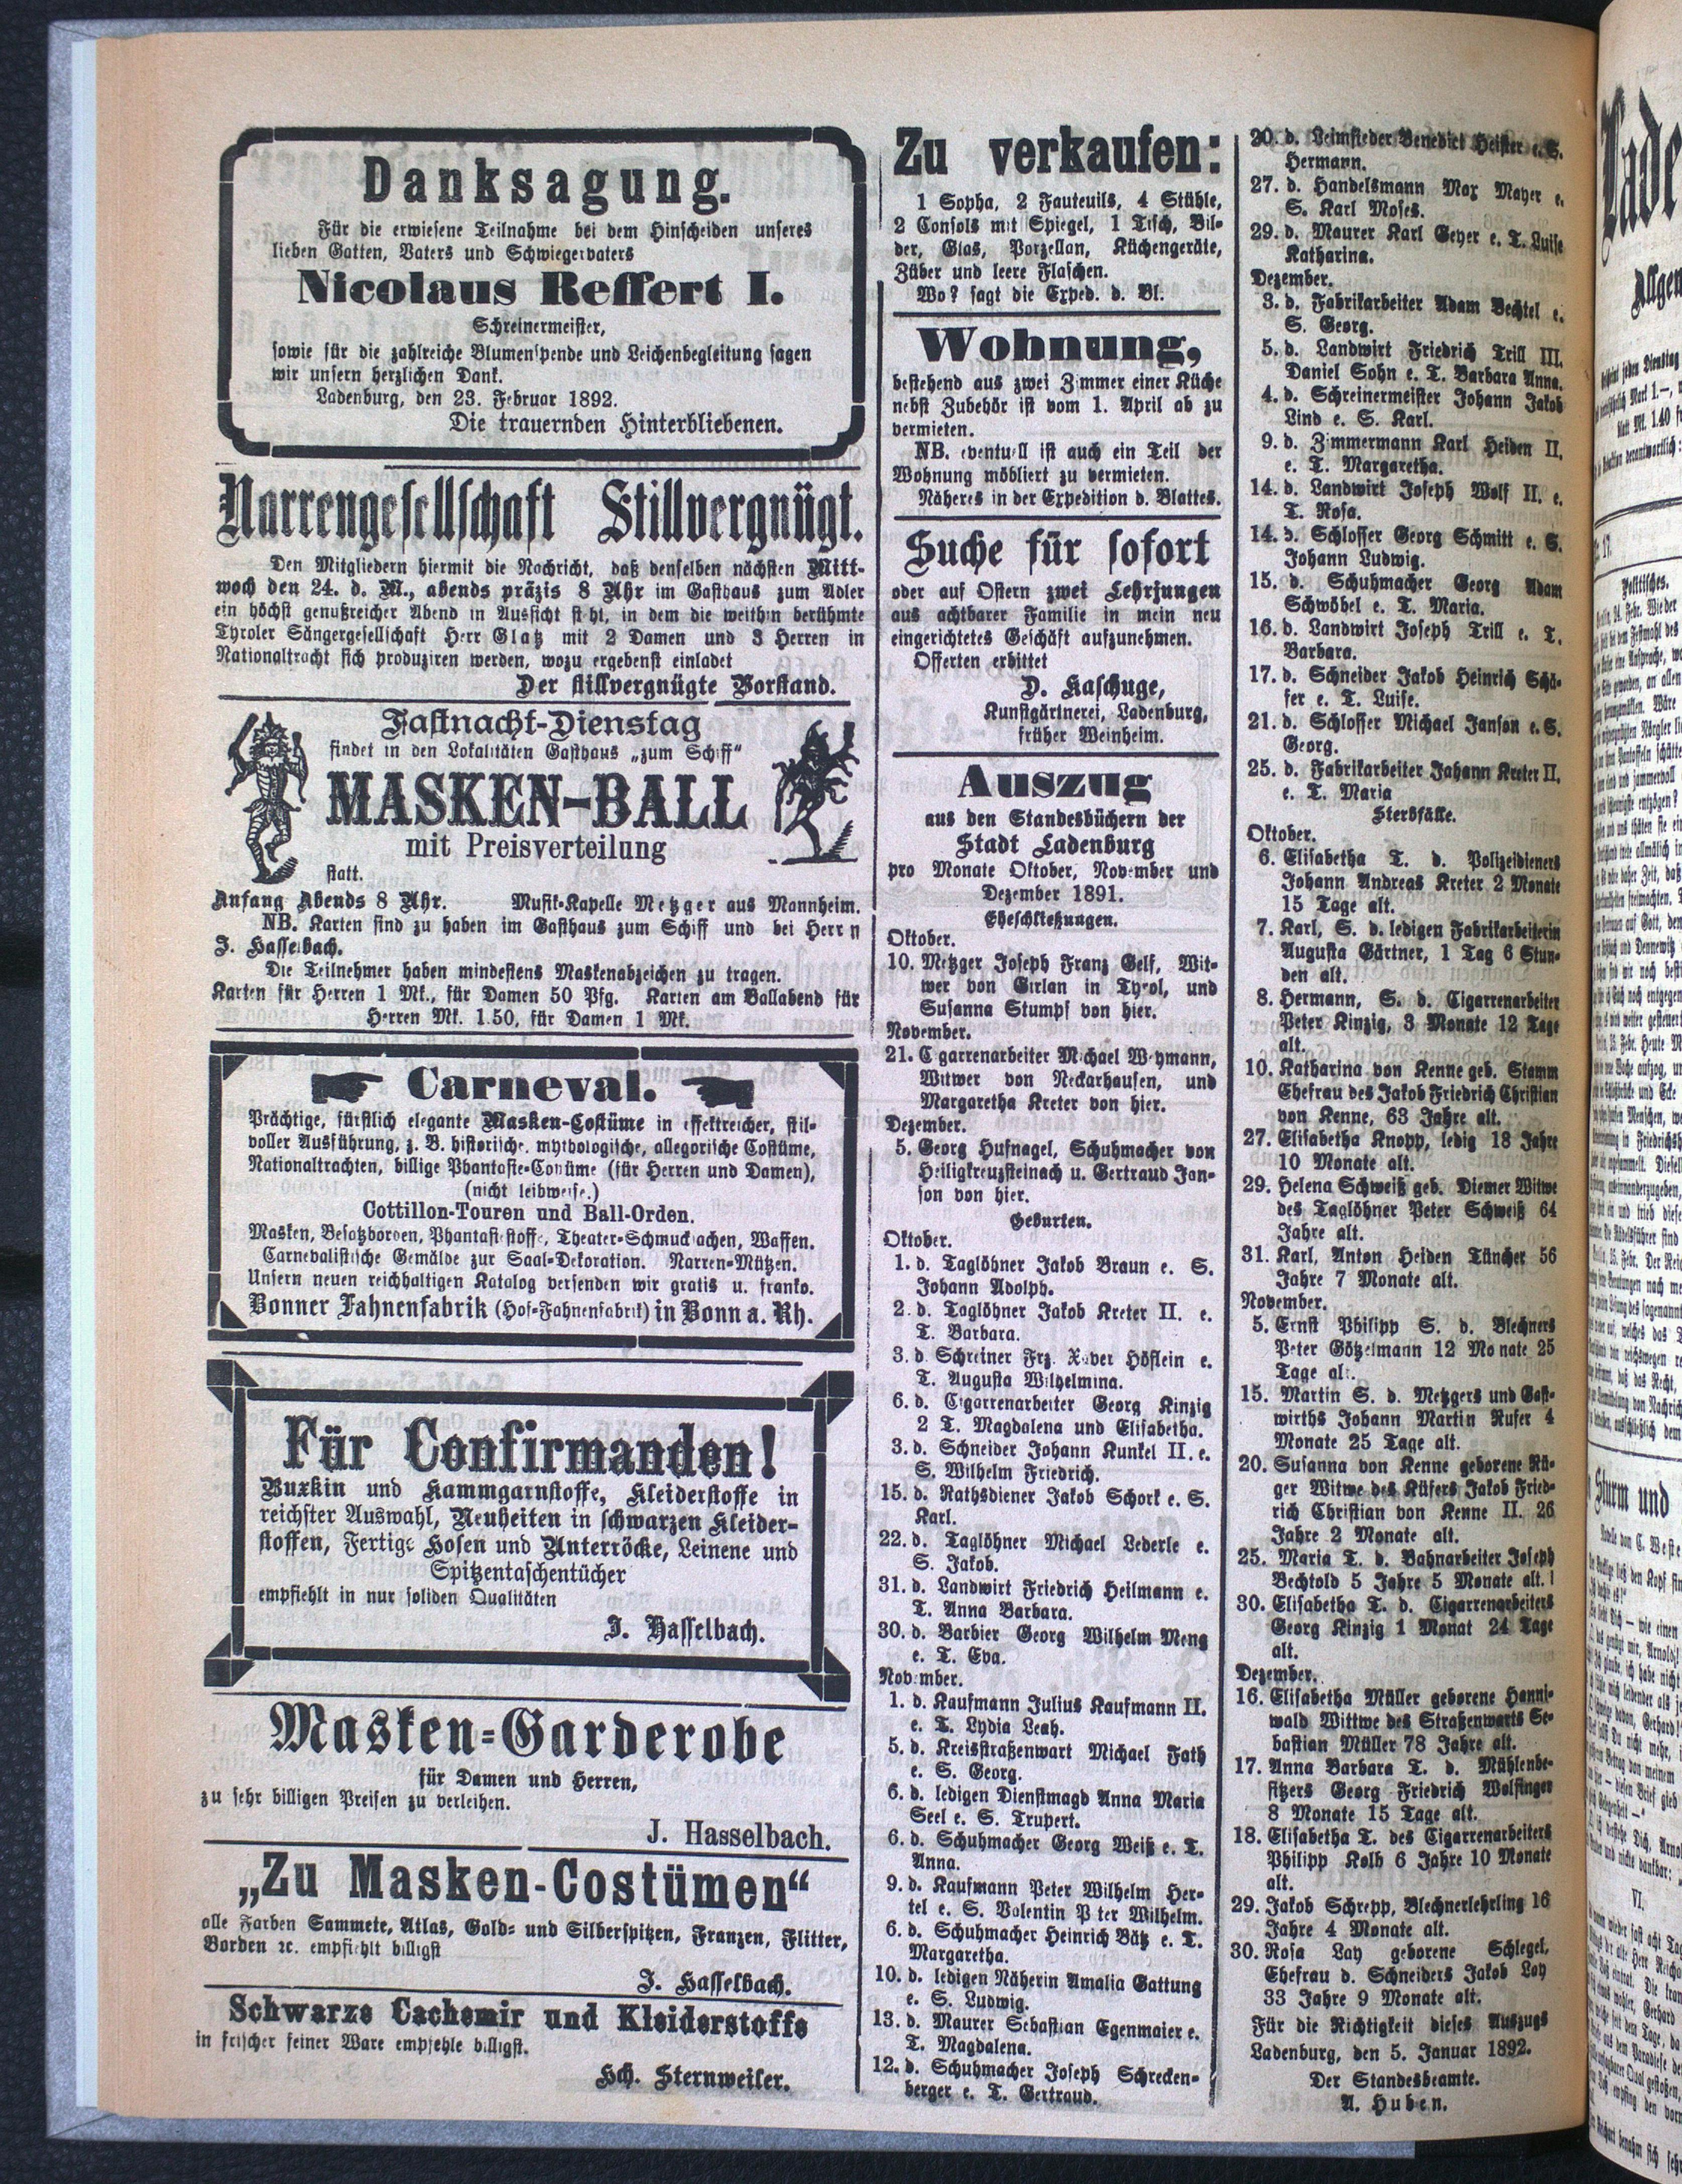 Danksagung.
Für die erwiesene Teilnahme bei dem Hinscheiden unseres
lieben Gatten, Vaters und Schwiegervaters
Nicolaus Reffert I.
Schreinermeister,
sowie für die zahlreiche Blumenspende und Leichenbegleitung sagen
wir unsern herzlichen Dank.
Ladenburg, den 23. Februar 1892.
Die trauernden Hinterbliebenen.
Narrengesellschaft Stillvergnügt.
Den Mitgliedern hiermit die Nachricht, daß denselben nächsten Mitt-
woch den 24. d. M., abends präzis 8 Uhr im Gasthaus zum Adler
ein höchst genußreicher Abend in Aussicht steht, in dem die weithin berühmte
Tyroler Sängergesellschaft Herr Glatz mit 2 Damen und 3 Herren in
Nationaltracht sich produziren werden, wozu ergebenst einladet
Der stillvergnügte Vorstand.
Fastnacht-Dienstag
findet in den Lokalitäten Gasthaus „zum Schiff“
MASKEN-BALL
mit Preisverteilung
statt.
Anfang Abends 8 Uhr. Musik-Kapelle Metzger aus Mannheim.
NB. Karten sind zu haben im Gasthaus zum Schiff und bei Herrn
J. Hasselbach.
Die Teilnehmer haben mindestens Maskenabzeichen zu tragen.
Karten für Herren 1 Mk., für Damen 50 Pfg. Karten am Ballabend für
Herren Mk. 1.50, für Damen 1 Mk.
Carneval.
Prächtige, fürstlich elegante Masken-Costüme in effektreicher, stil-
voller Ausführung, z. B. historische, mythologische, allegorische Costüme,
Nationaltrachten, billige Phantasie-Costüme (für Herren und Damen),
(nicht leihweise.)
Cottillon-Touren und Ball-Orden.
Masken, Besatzborden, Phantasiestoffe, Theater-Schmucksachen, Waffen.
Carnevalistische Gemälde zur Saal-Dekoration. Narren-Mützen.
Unsern neuen reichhaltigen Katalog versenden wir gratis u. franko.
Bonner Fahnenfabrik (Hof-Fahnenfabrik) in Bonn a. Rh.
Für Confirmanden!
Buxkin und Kammgarnstoffe, Kleiderstoffe in
reichster Auswahl, Neuheiten in schwarzen Kleider-
stoffen, Fertige Hosen und Unterröcke, Leinene und
Spitzentaschentücher
empfiehlt in nur soliden Qualitäten
J. Hasselbach.
Masken-Garderobe
für Damen und Herren,
zu sehr billigen Preisen zu verleihen.
J. Hasselbach.
„Zu Masken-Costümen“
alle Farben Sammete, Atlas, Gold- und Silberspitzen, Franzen, Flitter,
Borden ꝛc. empfiehlt billigst
J. Hasselbach.
Schwarze Cachemir und Kleiderstoffe
in frischer feiner Ware empfehle billigst.
Hch. Sternweiler.
Zu verkaufen:
1 Sopha, 2 Fauteuils, 4 Stühle,
2 Consols mit Spiegel, 1 Tisch, Bil-
der, Glas, Porzellan, Küchengeräte,
Züber und leere Flaschen.
Wo? sagt die Exped. d. Bl.
Wohnung,
bestehend aus zwei Zimmer einer Küche
nebst Zubehör ist vom 1. April ab zu
vermieten.
NB. eventuell ist auch ein Teil der
Wohnung möbliert zu vermieten.
Näheres in der Expedition d. Blattes.
Suche für sofort
oder auf Ostern zwei Lehrjungen
aus achtbarer Familie in mein neu
eingerichtetes Geschäft aufzunehmen.
Offerten erbittet
D. Kaschuge,
Kunstgärtnerei, Ladenburg,
früher Weinheim.
Auszug
aus den Standesbüchern der
Stadt Ladenburg
pro Monate Oktober, November und
Dezember 1891.
Eheschließungen.
Oktober.
10. Metzger Joseph Franz Gelf, Wit-
wer von Girlan in Tyrol, und
Susanna Stumpf von hier.
November.
21. Cigarrenarbeiter Michael Weymann,
Witwer von Neckarhausen, und
Margaretha Kreter von hier.
Dezember.
5. Georg Hufnagel, Schuhmacher von
Heiligkreuzsteinach u. Gertraud Jan-
son von hier.
Geburten.
Oktober.
1. d. Taglöhner Jakob Braun e. S.
Johann Adolph.
2. d. Taglöhner Jakob Kreter II. e.
T. Barbara.
3. d. Schreiner Frz. Xaver Höflein e.
T. Augusta Wilhelmina.
6. d. Cigarrenarbeiter Georg Kinzig
2 T. Magdalena und Elisabetha.
3. d. Schneider Johann Kunkel II. e.
S. Wilhelm Friedrich.
15. d. Rathsdiener Jakob Schork e. S.
Karl.
22. d. Taglöhner Michael Lederle e.
S. Jakob.
31. d. Landwirt Friedrich Heilmann e.
T. Anna Barbara.
30. d. Barbier Georg Wilhelm Meng
e. T. Eva.
November.
1. d. Kaufmann Julius Kaufmann II.
e. T. Lydia Leah.
5. d. Kreisstraßenwart Michael Fath
e. S. Georg.
6. d. ledigen Dienstmagd Anna Maria
Seel e. S. Trupert.
6. d. Schuhmacher Georg Weiß e. T.
Anna.
9. d. Kaufmann Peter Wilhelm Her-
tel e. S. Valentin Peter Wilhelm.
6. d. Schuhmacher Heinrich Bätz e. T.
Margaretha.
10. d. ledigen Näherin Amalia Gattung
e. S. Ludwig.
13. d. Maurer Sebastian Egenmaier e.
T. Magdalena.
12. d. Schuhmacher Joseph Schrecken-
berger e. T. Gertraud.
20. d. Leimsieder Benedict Heister e. S.
Hermann.
27. d. Handelsmann Max Mayer e.
S. Karl Moses.
29. d. Maurer Karl Geyer e. T. Luise
Katharina.
Dezember.
3. d. Fabrikarbeiter Adam Bechtel e.
S. Georg.
5. d. Landwirt Friedrich Trill III.
Daniel Sohn e. T. Barbara Anna.
4. d. Schreinermeister Johann Jakob
Lind e. S. Karl.
9. d. Zimmermann Karl Heiden II.
e. T. Margaretha.
14. d. Landwirt Joseph Wolf II. e.
T. Rosa.
14. d. Schlosser Georg Schmitt e. S.
Johann Ludwig.
15. d. Schuhmacher Georg Adam
Schwöbel e. T. Maria.
16. d. Landwirt Joseph Trill e. T.
Barbara.
17. d. Schneider Jakob Heinrich Schä-
fer e. T. Luise.
21. d. Schlosser Michael Janson e. S.
Georg.
25. d. Fabrikarbeiter Johann Kreter II.
e. T. Maria
Sterbfälle.
Oktober.
6. Elisabetha T. d. Polizeidieners
Johann Andreas Kreter 2 Monate
15 Tage alt.
7. Karl, S. d. ledigen Fabrikarbeiterin
Augusta Gärtner, 1 Tag 6 Stun-
den alt.
8. Hermann, S. d. Cigarrenarbeiter
Peter Kinzig, 3 Monate 12 Tage
alt.
10. Katharina von Kenne geb. Stamm
Ehefrau des Jakob Friedrich Christian
von Kenne, 63 Jahre alt.
27. Elisabetha Knopp, ledig 18 Jahre
10 Monate alt.
29. Helena Schweiß geb. Diemer Witwe
des Taglöhner Peter Schweiß 64
Jahre alt.
31. Karl, Anton Heiden Tüncher 56
Jahre 7 Monate alt.
November.
5. Ernst Philipp S. d. Blechners
Peter Götzelmann 12 Monate 25
Tage alt.
15. Martin S. d. Metzgers und Gast-
wirths Johann Martin Rufer 4
Monate 25 Tage alt.
20. Susanna von Kenne geborene Rü-
ger Witwe des Küfers Jakob Fried-
rich Christian von Kenne II. 26
Jahre 2 Monate alt.
25. Maria T. d. Bahnarbeiter Joseph
Bechtold 5 Jahre 5 Monate alt.
30. Elisabetha T. d. Cigarrenarbeiters
Georg Kinzig 1 Monat 24 Tage
alt.
Dezember.
16. Elisabetha Müller geborene Hanni-
wald Wittwe des Straßenwarts Se-
bastian Müller 78 Jahre alt.
17. Anna Barbara T. d. Mühlenbe-
sitzers Georg Friedrich Wolfinger
8 Monate 15 Tage alt.
18. Elisabetha T. des Cigarrenarbeiters
Philipp Kolb 6 Jahre 10 Monate
alt.
29. Jakob Schrepp, Blechnerlehrling 16
Jahre 4 Monate alt.
30. Rosa Lay geborene Schlegel,
Ehefrau d. Schneiders Jakob Lay
33 Jahre 9 Monate alt.
Für die Richtigkeit dieses Auszugs
Ladenburg, den 5. Januar 1892.
Der Standesbeamte.
A. Huben.